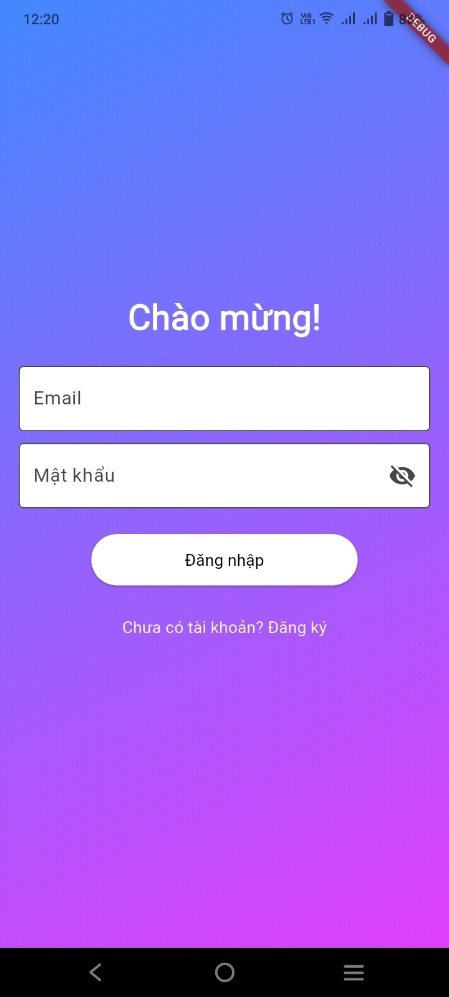 12:20
DEBUG
Chào mừng!
Email
Mật khẩu
Đăng nhập
Chưa có tài khoản? Đăng ký